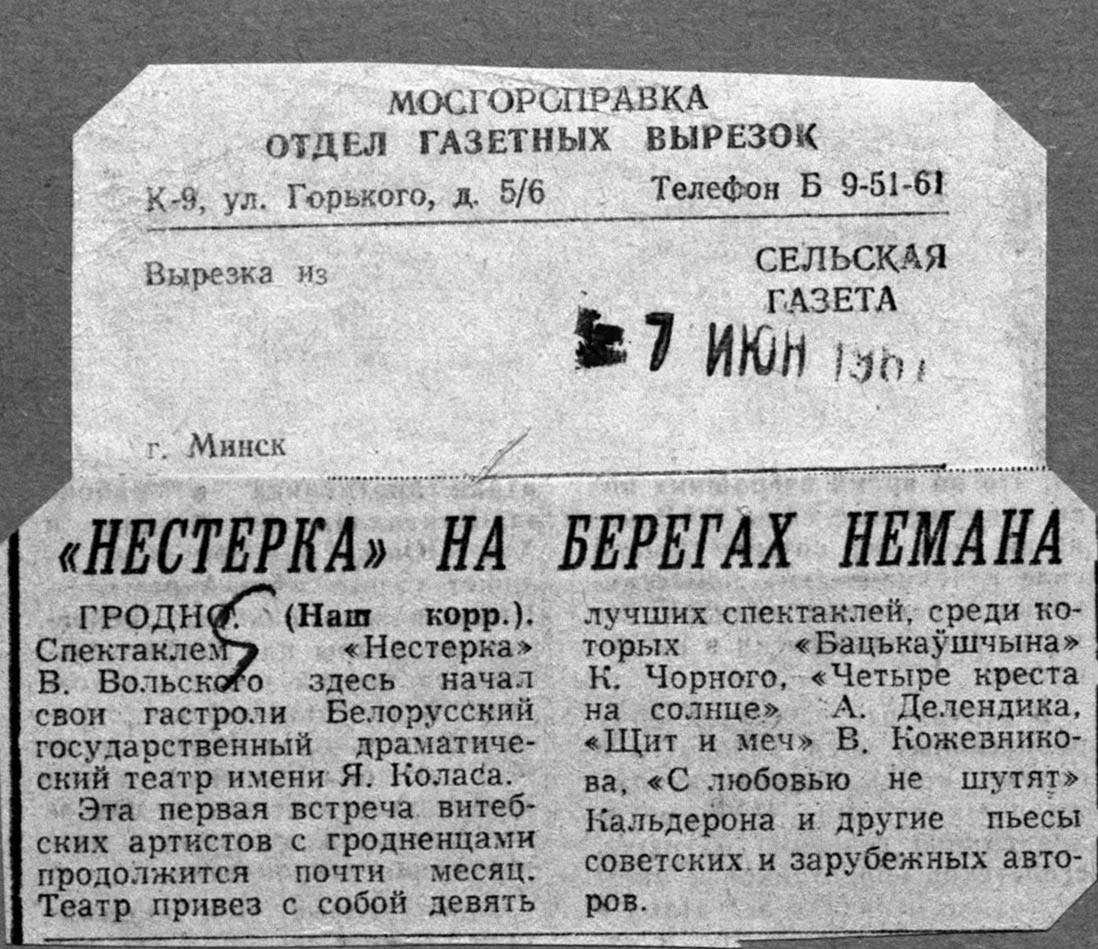 МОСГОРСПРАВКА
ОТДЕЛ ГАЗЕТНЫХ ВЫРЕЗОК
К-9, ул. Горького, д. 5/6 Телефон Б 9-51-61
Вырезка из
СЕЛЬСКАЯ
ГАЗЕТА
7 ИЮН
г. Минск
«НЕСТЕРКА» НА БЕРЕГАХ НЕМАНА
ГРОДНО. (Наш корр.).
Спектаклем «Нестерка»
В. Вольского здесь начал
свои гастроли Белорусский
государственный драматиче-
ский театр имени Я. Коласа.
Эта первая встреча витеб-
ских артистов с гродненцами
продолжится почти месяц.
Театр привез с собой девять
лучших спектаклей, среди ко-
торых «Бацькаўшчына»
К. Чорного, «Четыре креста
на солнце» А. Делендика,
«Щит и меч» В. Кожевнико-
ва, «С любовью не шутят»
Кальдерона и другие пьесы
советских и зарубежных авто-
ров.